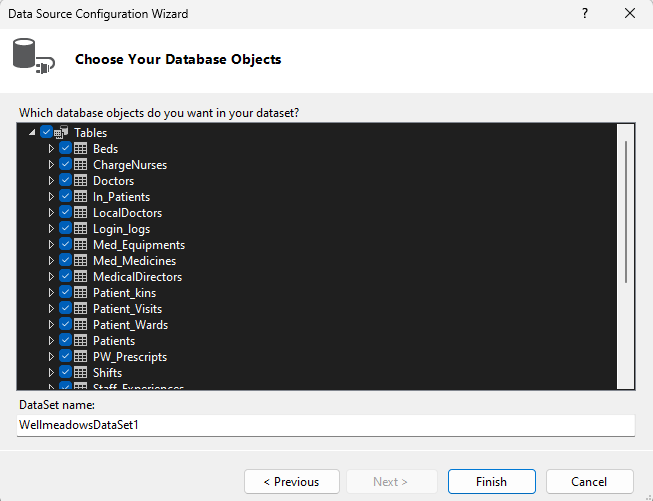 Data Source Configuration Wizard
?
Choose Your Database Objects
Which database objects do you want in your dataset?
Tables
Beds
ChargeNurses
Doctors
In_Patients
LocalDoctors
Login_logs
Med_Equipments
Med_Medicines
MedicalDirectors
Patient_kins
Patient_Visits
Patient_Wards
Patients
PW_Prescripts
Shifts
Staff_Experiences
DataSet name:
WellmeadowsDataSet1
< Previous
Next >
Finish
Cancel